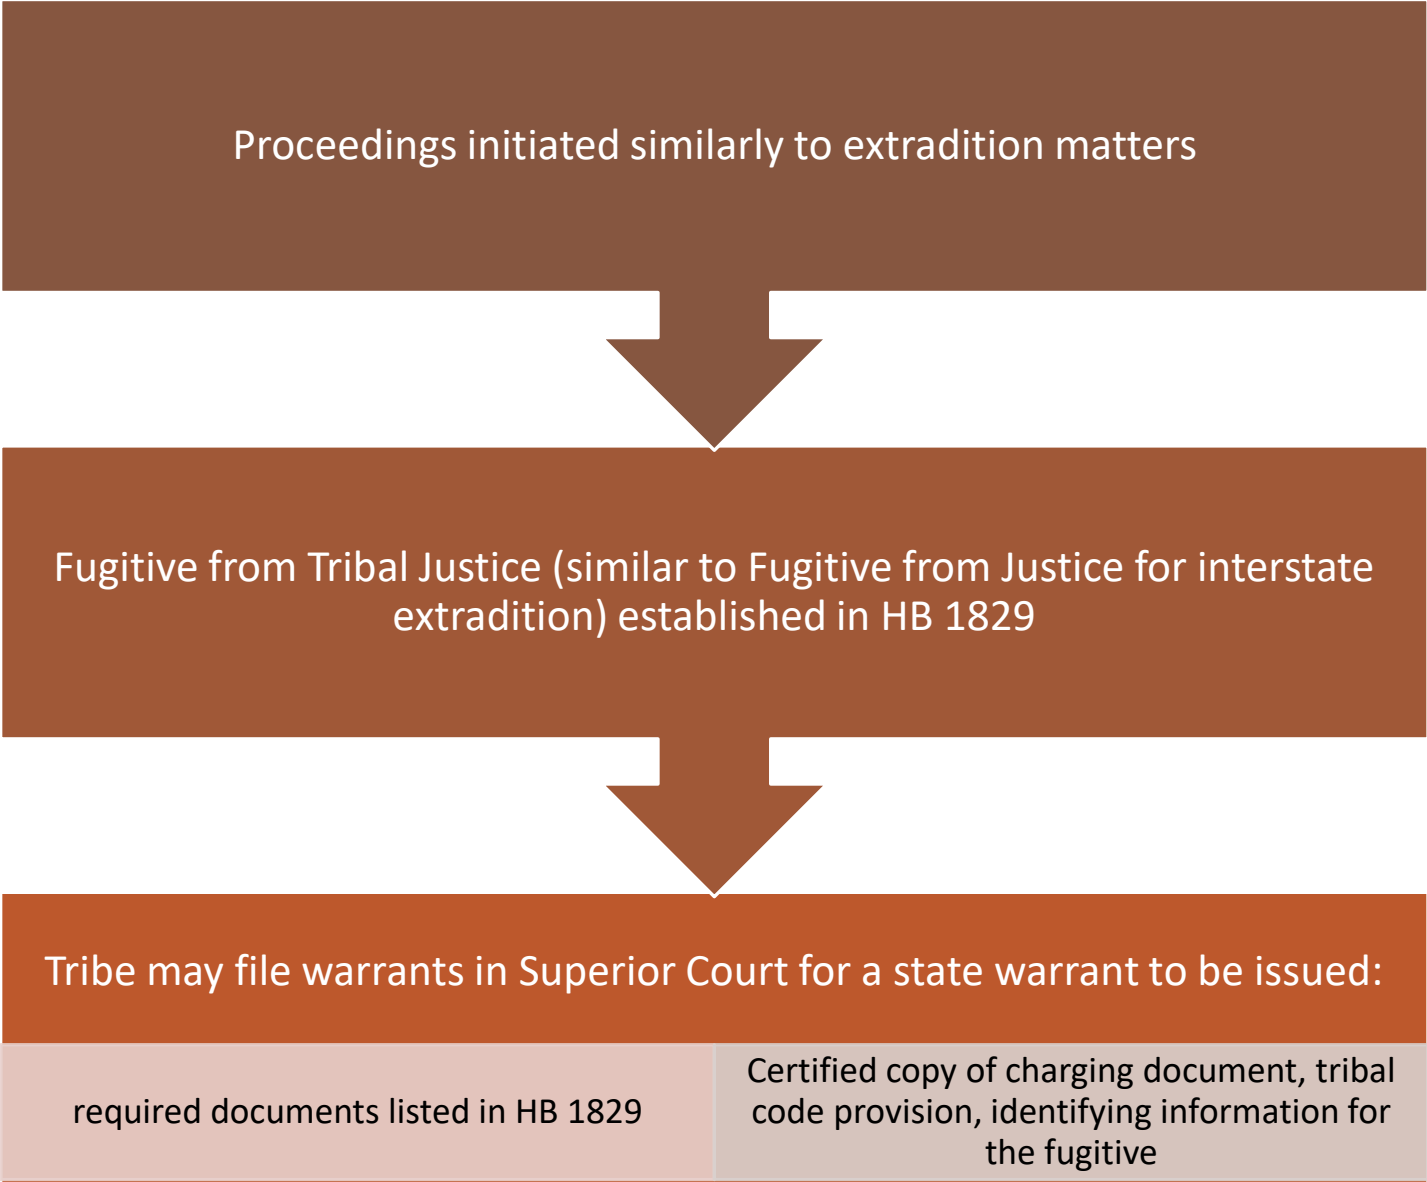 Proceedings initiated similarly to extradition matters
Fugitive from Tribal Justice (similar to Fugitive from Justice for interstate
extradition) established in HB 1829
Tribe may file warrants in Superior Court for a state warrant to be issued:
required documents listed in HB 1829
Certified copy of charging document, tribal
code provision, identifying information for
the fugitive